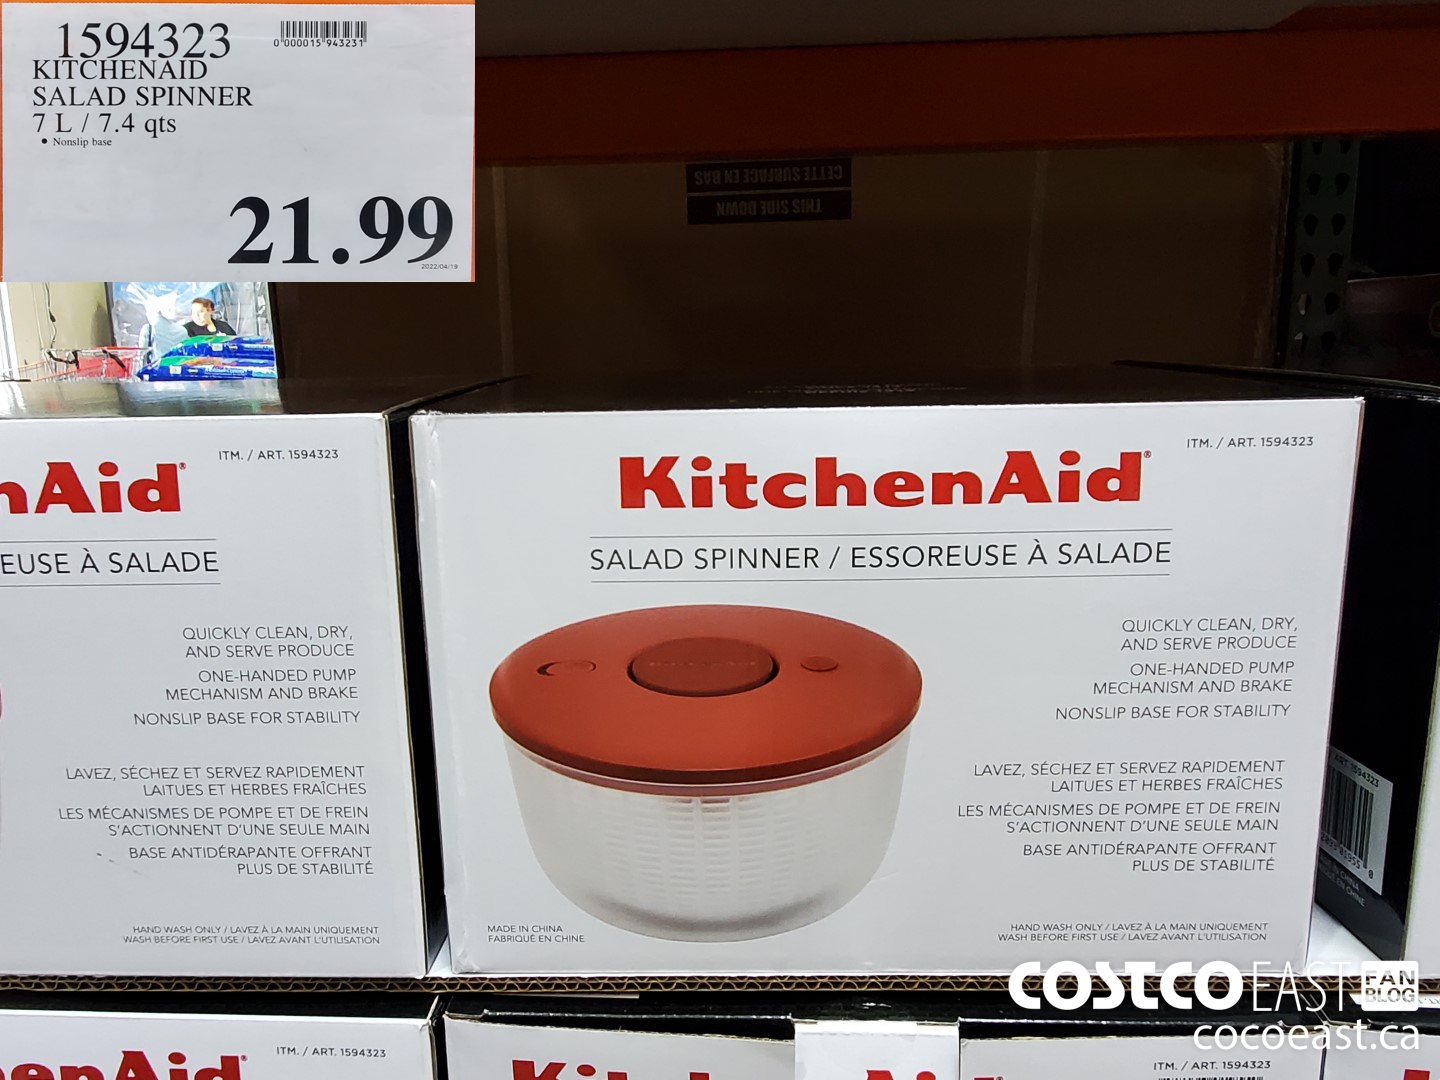 1594323
0"000015"943231"
KITCHENAID
SALAD SPINNER
7 L / 7.4 qts
• Nonslip base
21.99
2022/04/19
CETTE SURFACE EN BAS
THIS SIDE DOWN
ITM. / ART. 1594323
nAid®
EUSE À SALADE
QUICKLY CLEAN, DRY,
AND SERVE PRODUCE
ONE-HANDED PUMP
MECHANISM AND BRAKE
NONSLIP BASE FOR STABILITY
LAVEZ, SÉCHEZ ET SERVEZ RAPIDEMENT
LAITUES ET HERBES FRAÎCHES
LES MÉCANISMES DE POMPE ET DE FREIN
S'ACTIONNENT D'UNE SEULE MAIN
BASE ANTIDÉRAPANTE OFFRANT
PLUS DE STABILITÉ
HAND WASH ONLY / LAVEZ À LA MAIN UNIQUEMENT
WASH BEFORE FIRST USE / LAVEZ AVANT L'UTILISATION
ITM. / ART. 1594323
KitchenAid®
SALAD SPINNER / ESSOREUSE À SALADE
QUICKLY CLEAN, DRY,
AND SERVE PRODUCE
ONE-HANDED PUMP
MECHANISM AND BRAKE
NONSLIP BASE FOR STABILITY
LAVEZ, SÉCHEZ ET SERVEZ RAPIDEMENT
LAITUES ET HERBES FRAÎCHES
LES MÉCANISMES DE POMPE ET DE FREIN
S'ACTIONNENT D'UNE SEULE MAIN
BASE ANTIDÉRAPANTE OFFRANT
PLUS DE STABILITÉ
MADE IN CHINA
FABRIQUÉ EN CHINE
HAND WASH ONLY / LAVEZ À LA MAIN UNIQUEMENT
WASH BEFORE FIRST USE / LAVEZ AVANT L'UTILISATION
ART. 1594323
COSTCO EAST FAN BLOG
cocoeast.ca
enAid®
ITM. / ART. 1594323
Kitch
Aid
ITM. / ART. 1594323